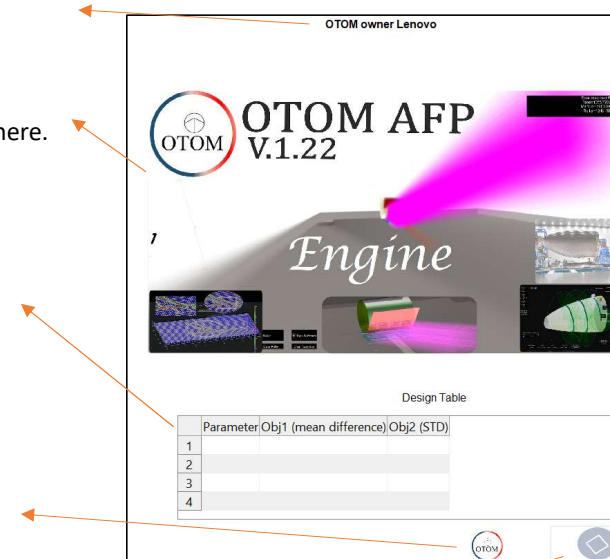 OTOM owner Lenovo
here.
OTOM
OTOM AFP
V.1.22
Engine
Design Table
Parameter Obj1 (mean difference) Obj2 (STD)
1
2
3
4
OTOM